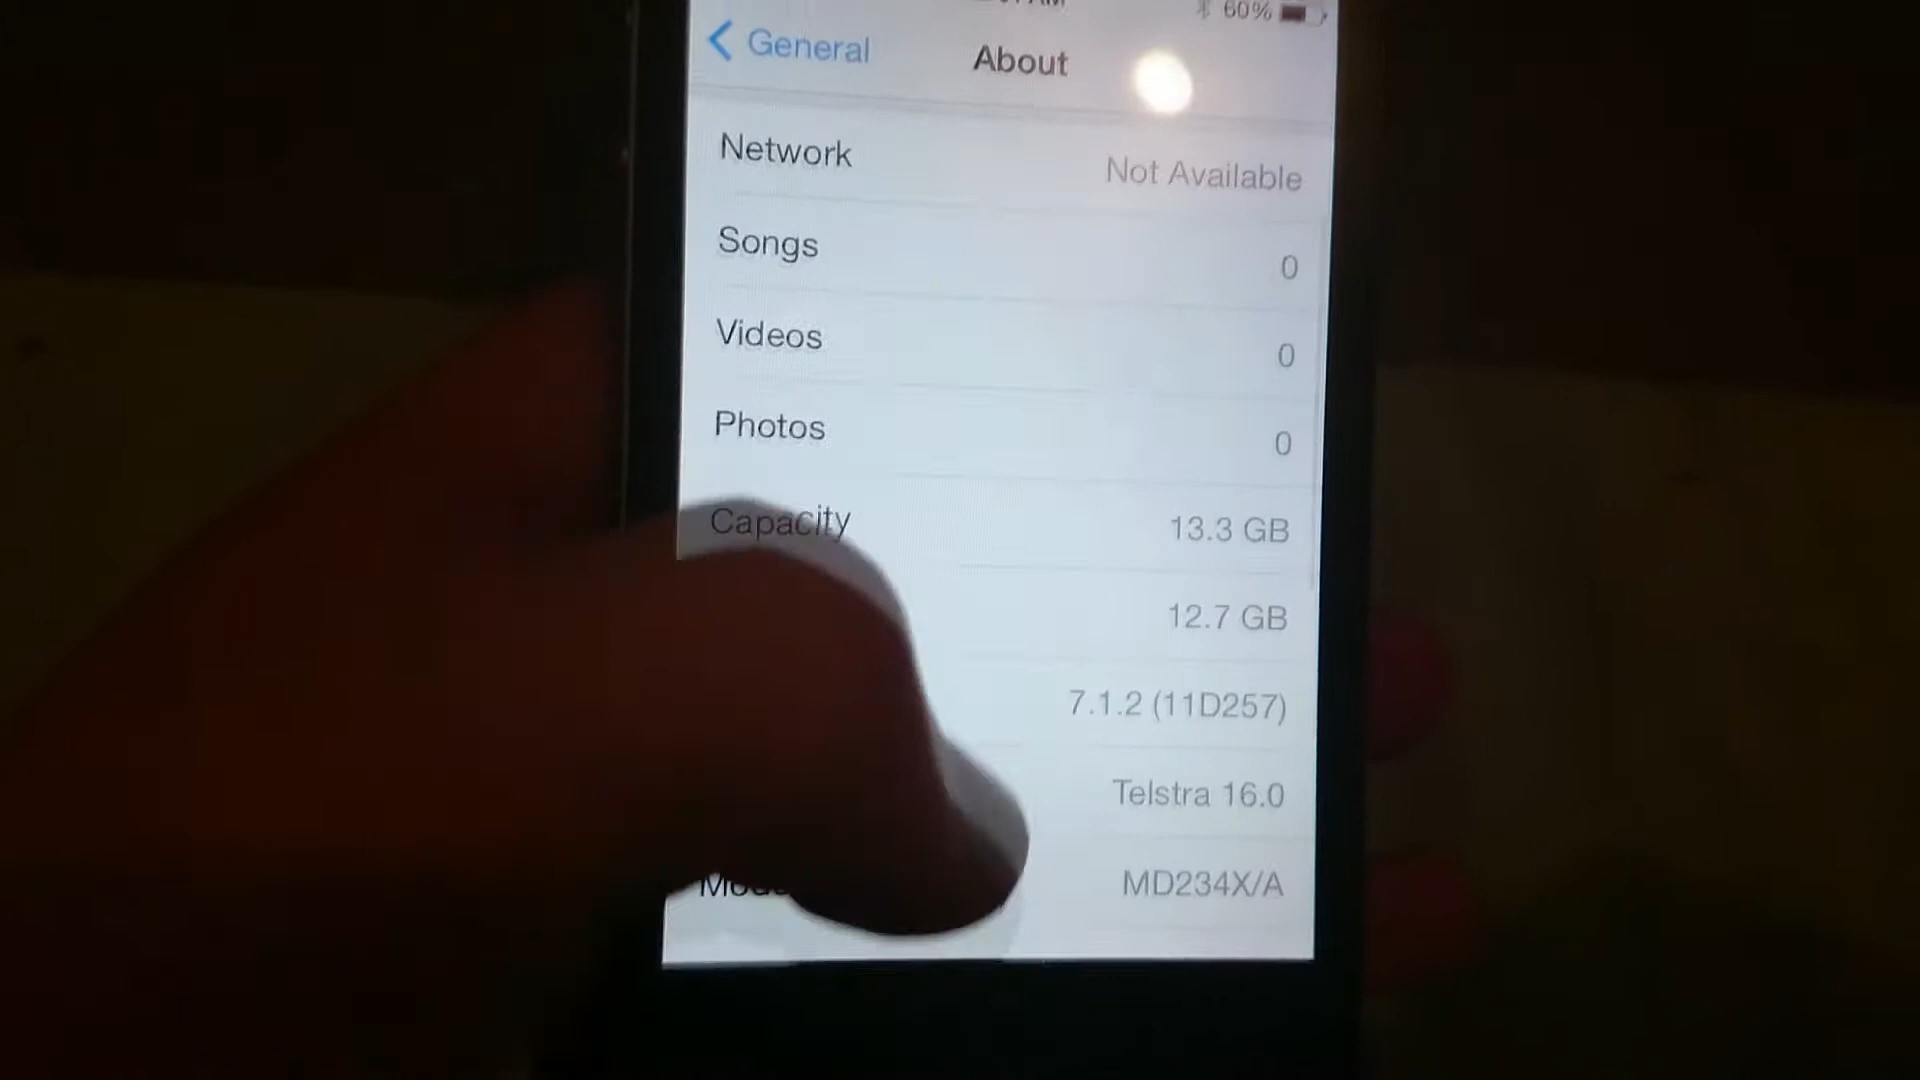 60%
General
About
Network
Not Available
Songs
0
Videos
0
Photos
0
Capacity
13.3 GB
12.7 GB
7.1.2 (11D257)
Telstra 16.0
MD234X/A